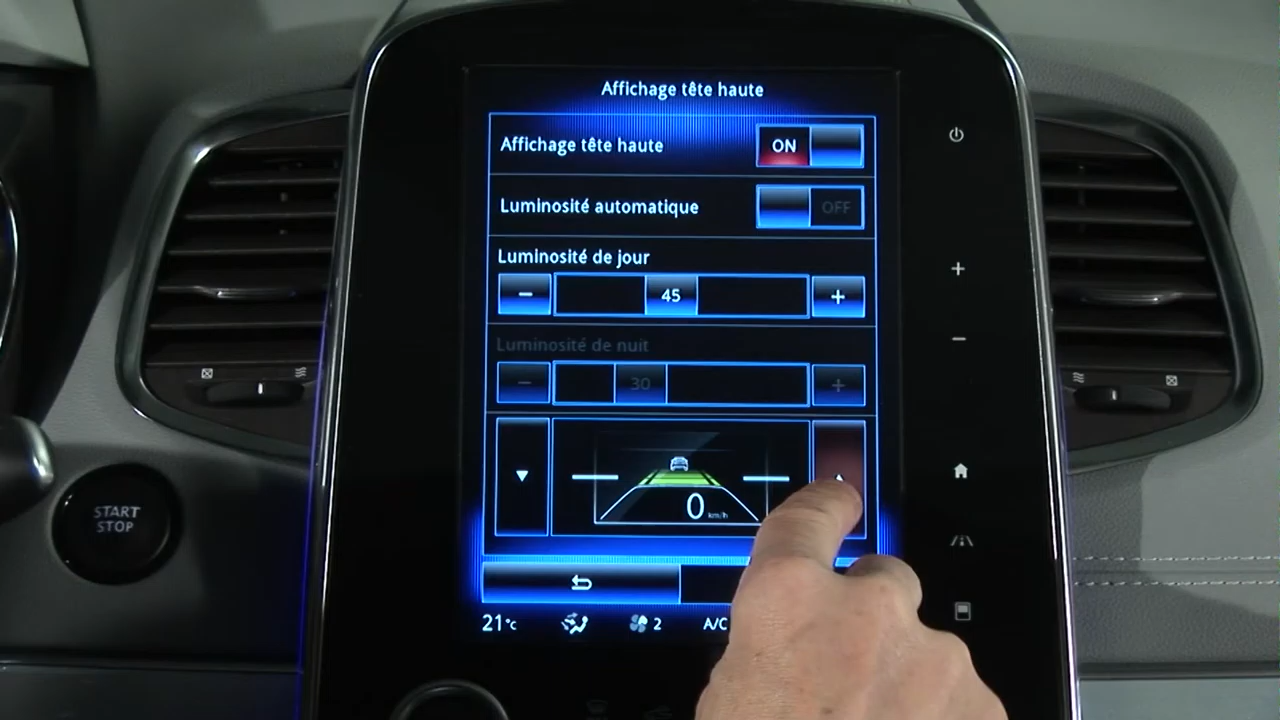 Affichage tête haute
Affichage tête haute ON
Luminosité automatique OFF
Luminosité de jour
− 45 +
Luminosité de nuit
− 30 +
0 km/h
START
STOP
21°C 2 A/C